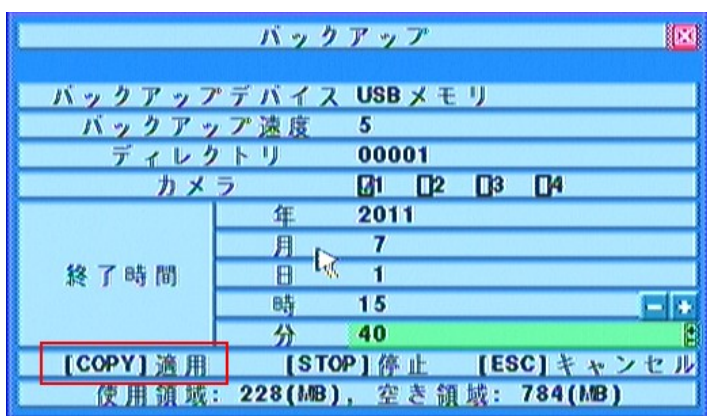 バックアップ
バックアップデバイス USBメモリ
バックアップ速度 5
ディレクトリ 00001
カメラ 1 2 3 4
終了時間
年 2011
月 7
日 1
時 15
分 40
[COPY]適用 [STOP]停止 [ESC]キャンセル
使用領域: 228(MB), 空き領域: 784(MB)